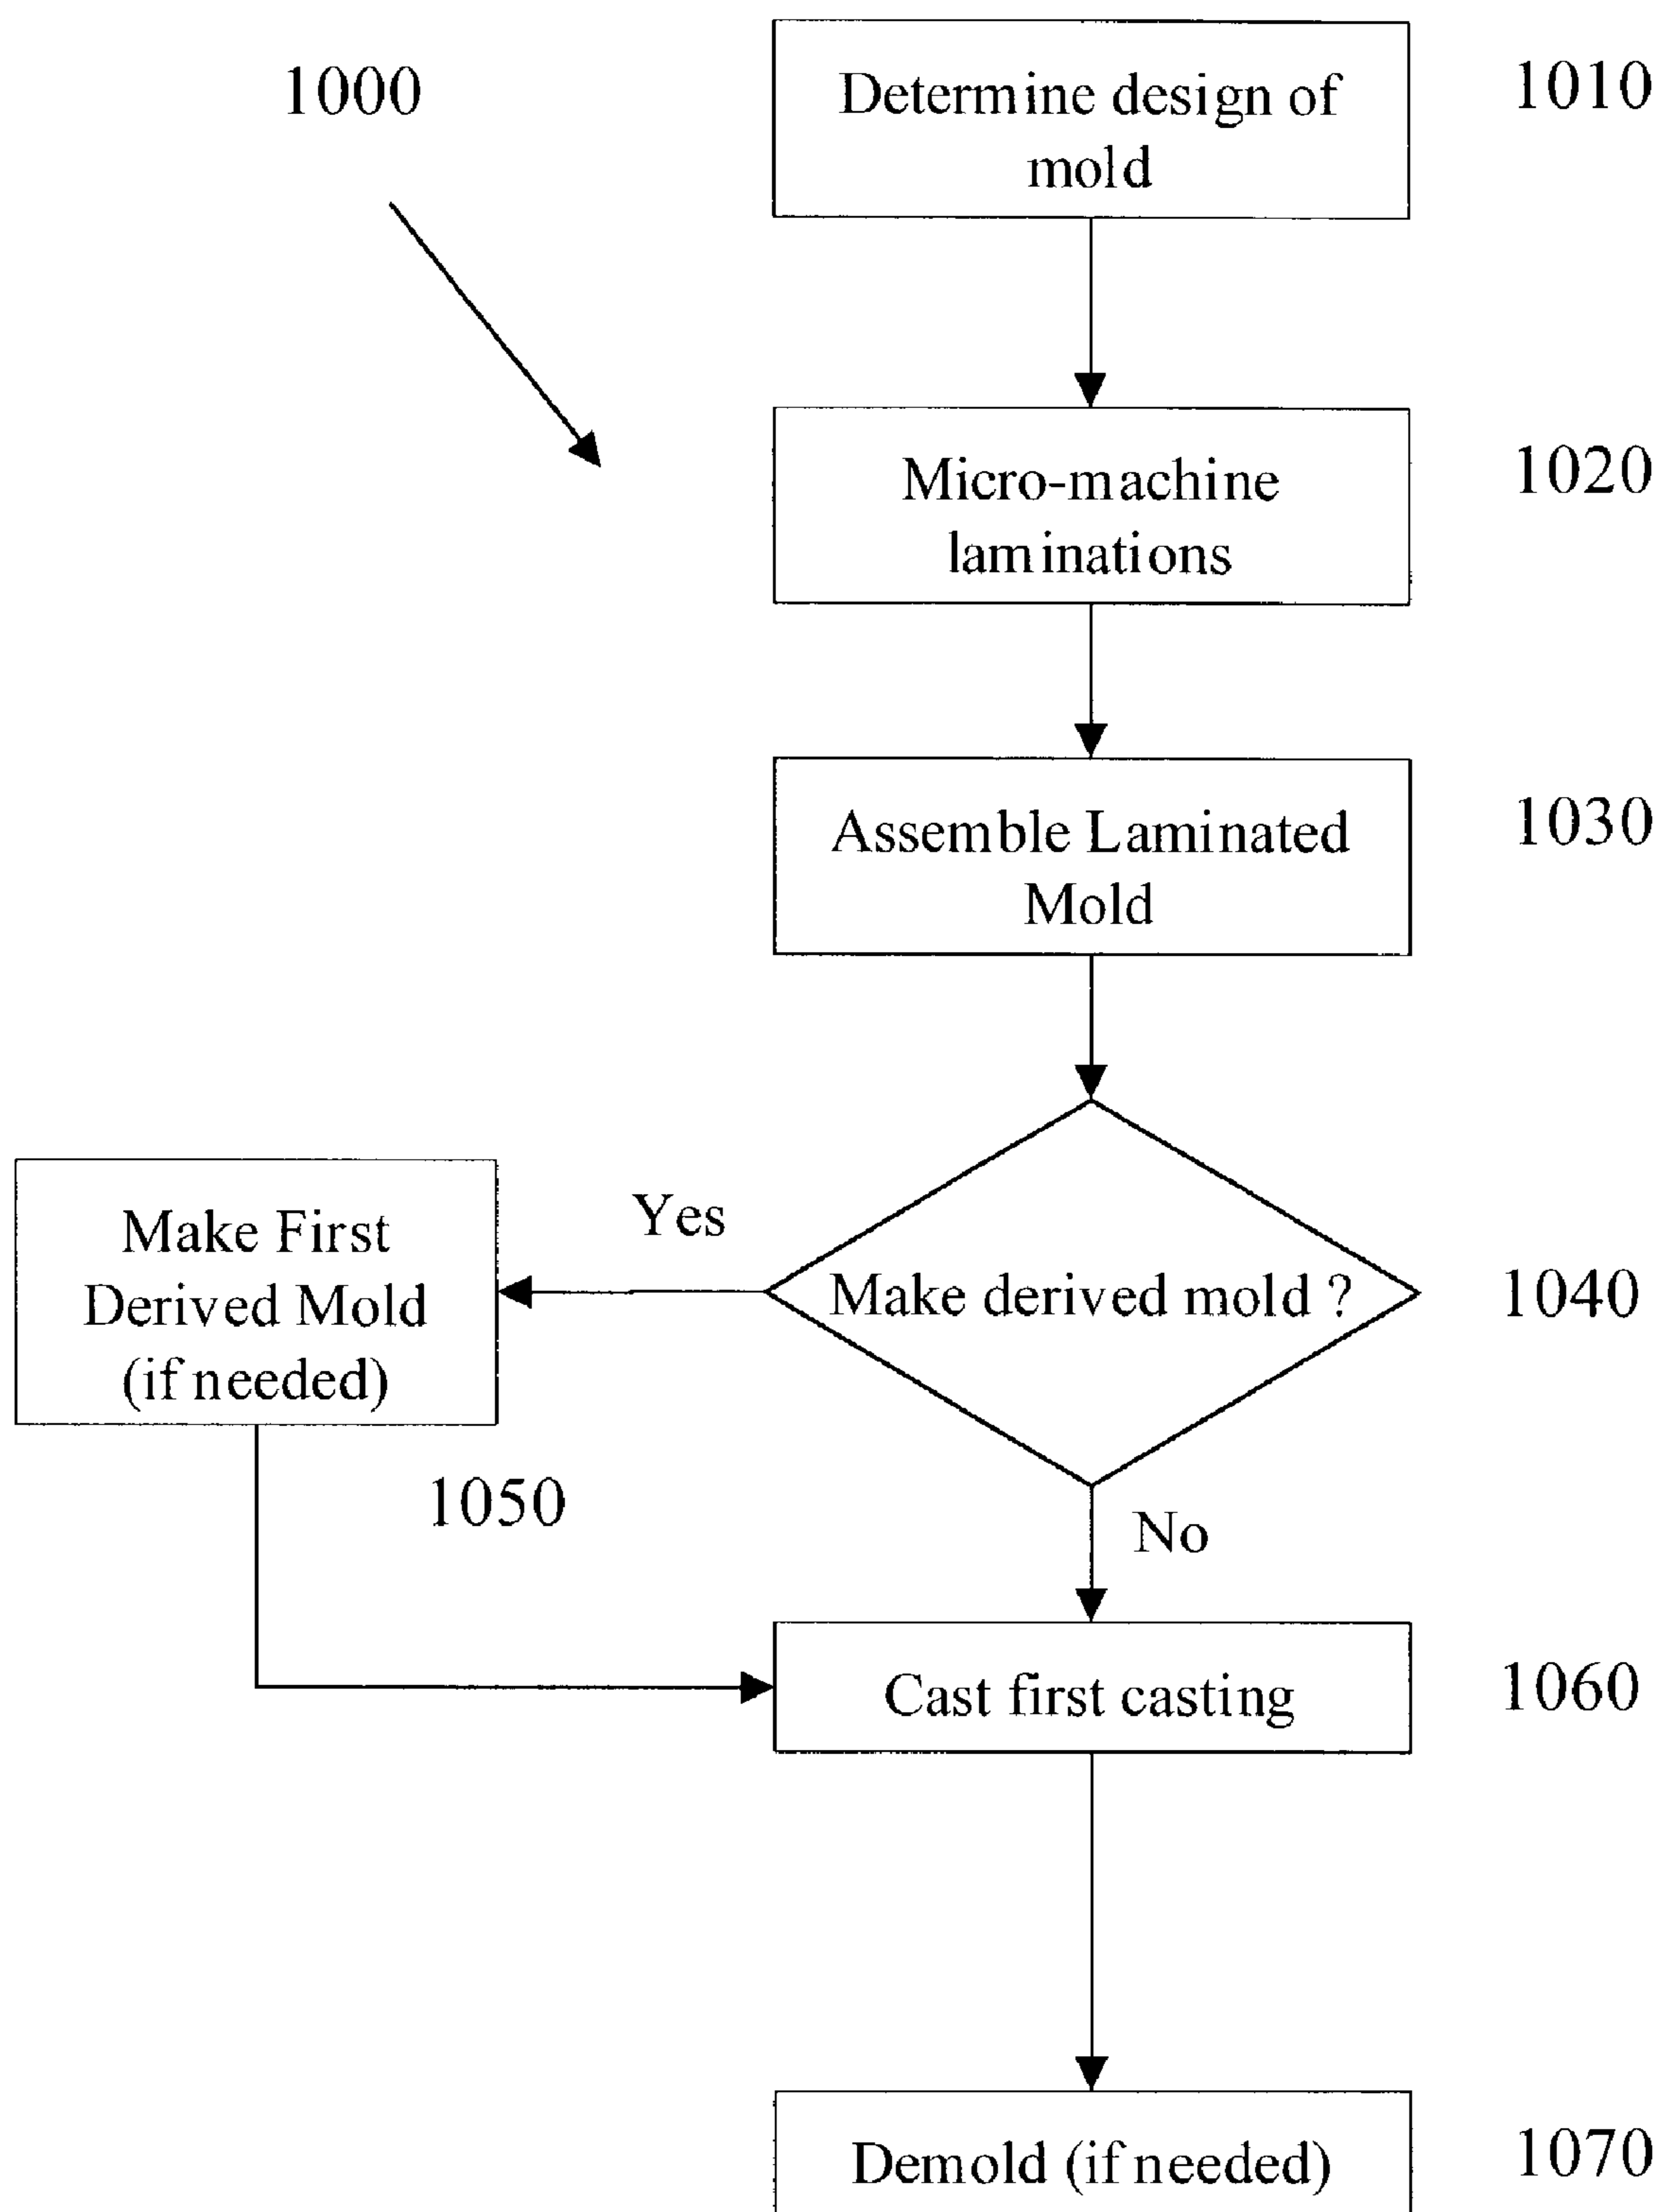 1000
1010
Determine design of
mold
1020
Micro-machine
laminations
1030
Assemble Laminated
Mold
Make First
Derived Mold
(if needed)
Yes
Make derived mold ?
1040
1050
No
Cast first casting
1060
Demold (if needed)
1070